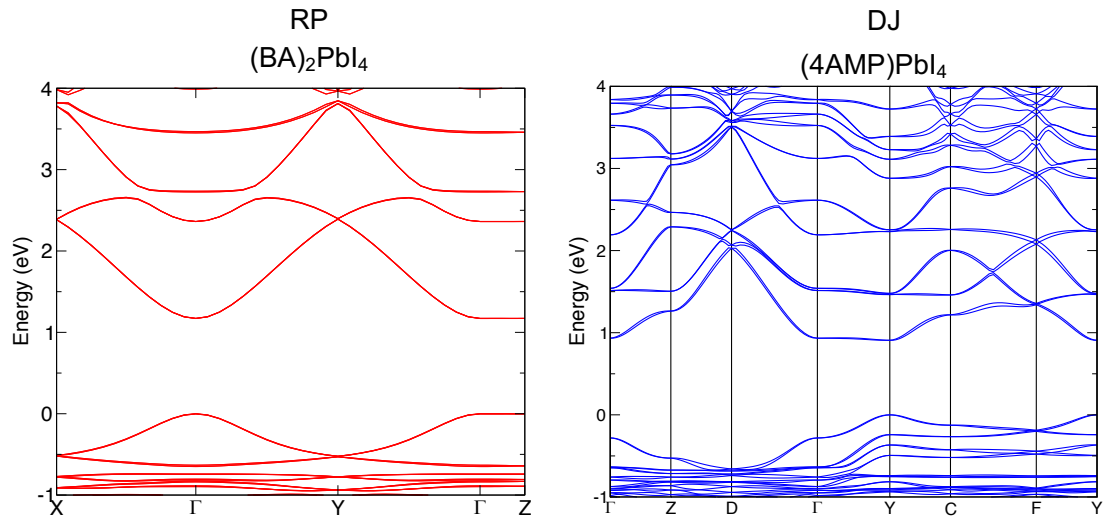 RP
(BA)₂PbI₄
Energy (eV)
4
3
2
1
0
-1
X Γ Y Γ Z
DJ
(4AMP)PbI₄
Energy (eV)
4
3
2
1
0
-1
Γ Z D Γ Y C F Y